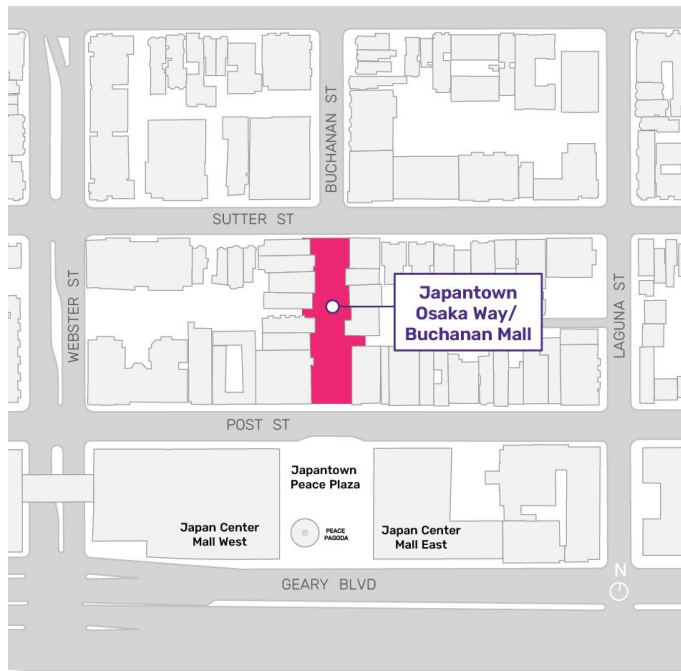 BUCHANAN ST
SUTTER ST
WEBSTER ST
Japantown
Osaka Way/
Buchanan Mall
LAGUNA ST
POST ST
Japantown
Peace Plaza
Japan Center
Mall West
PEACE
PAGODA
Japan Center
Mall East
GEARY BLVD
N